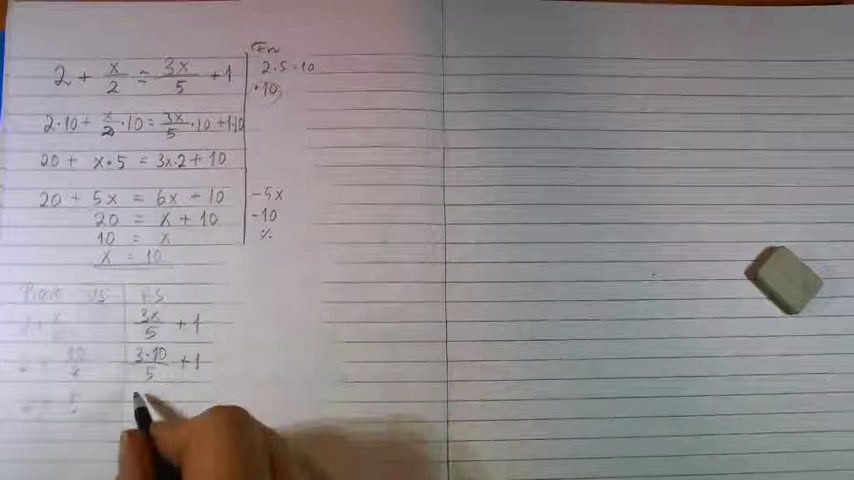 2 + x/2 = 3x/5 + 1
2·5=10
·10
2·10 + x/2 ·10 = 3x/5 ·10 + 1·10
20 + x·5 = 3x·2 + 10
20 + 5x = 6x + 10 -5x
20 = x + 10 -10
10 = x
x = 10
VS HS
3x/5 + 1
3·10/5 + 1